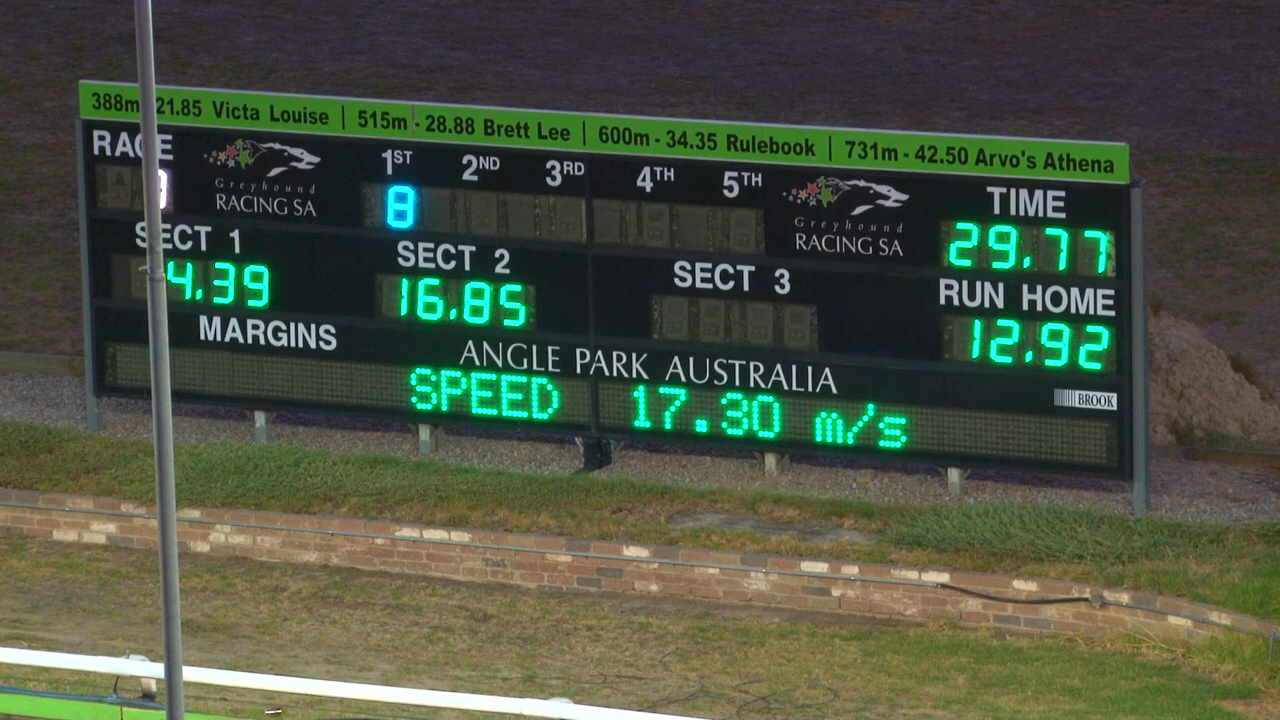 388m 21.85 Victa Louise | 515m - 28.88 Brett Lee | 600m - 34.35 Rulebook | 731m - 42.50 Arvo's Athena
RACE 1ST 2ND 3RD 4TH 5TH TIME
Greyhound RACING SA 8 Greyhound RACING SA 29.77
SECT 1 SECT 2 SECT 3 RUN HOME
4.39 16.85 12.92
MARGINS ANGLE PARK AUSTRALIA
SPEED 17.30 m/s BROOK